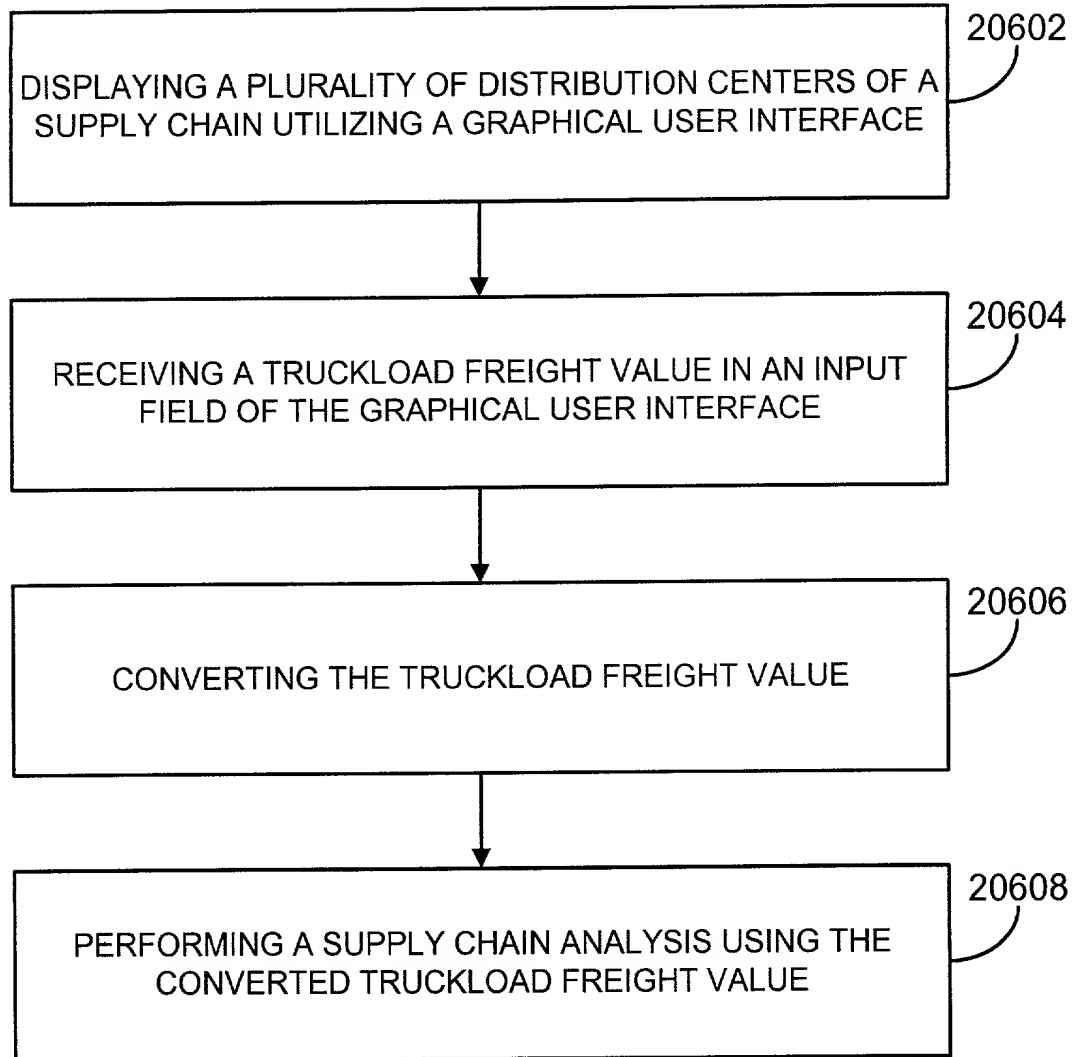 20602
DISPLAYING A PLURALITY OF DISTRIBUTION CENTERS OF A
SUPPLY CHAIN UTILIZING A GRAPHICAL USER INTERFACE
20604
RECEIVING A TRUCKLOAD FREIGHT VALUE IN AN INPUT
FIELD OF THE GRAPHICAL USER INTERFACE
20606
CONVERTING THE TRUCKLOAD FREIGHT VALUE
20608
PERFORMING A SUPPLY CHAIN ANALYSIS USING THE
CONVERTED TRUCKLOAD FREIGHT VALUE